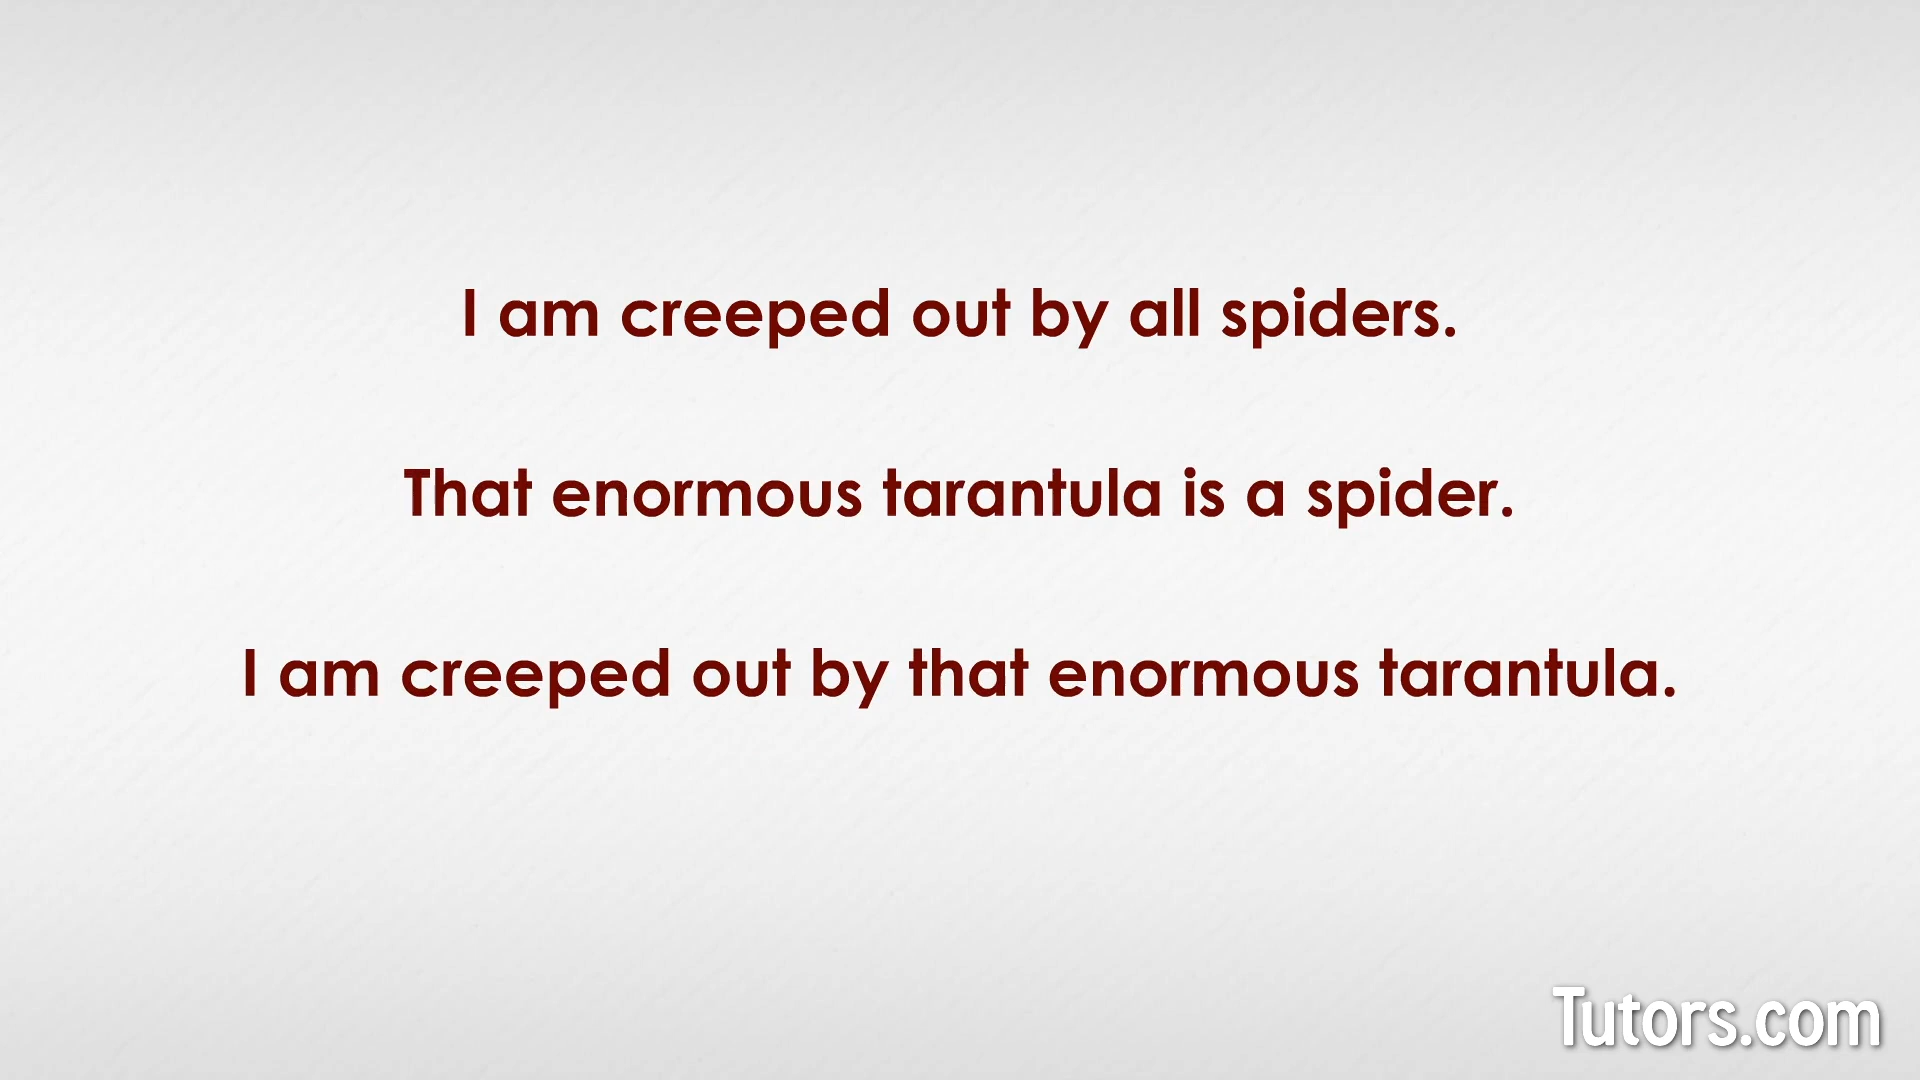 I am creeped out by all spiders.
That enormous tarantula is a spider.
I am creeped out by that enormous tarantula.
Tutors.com